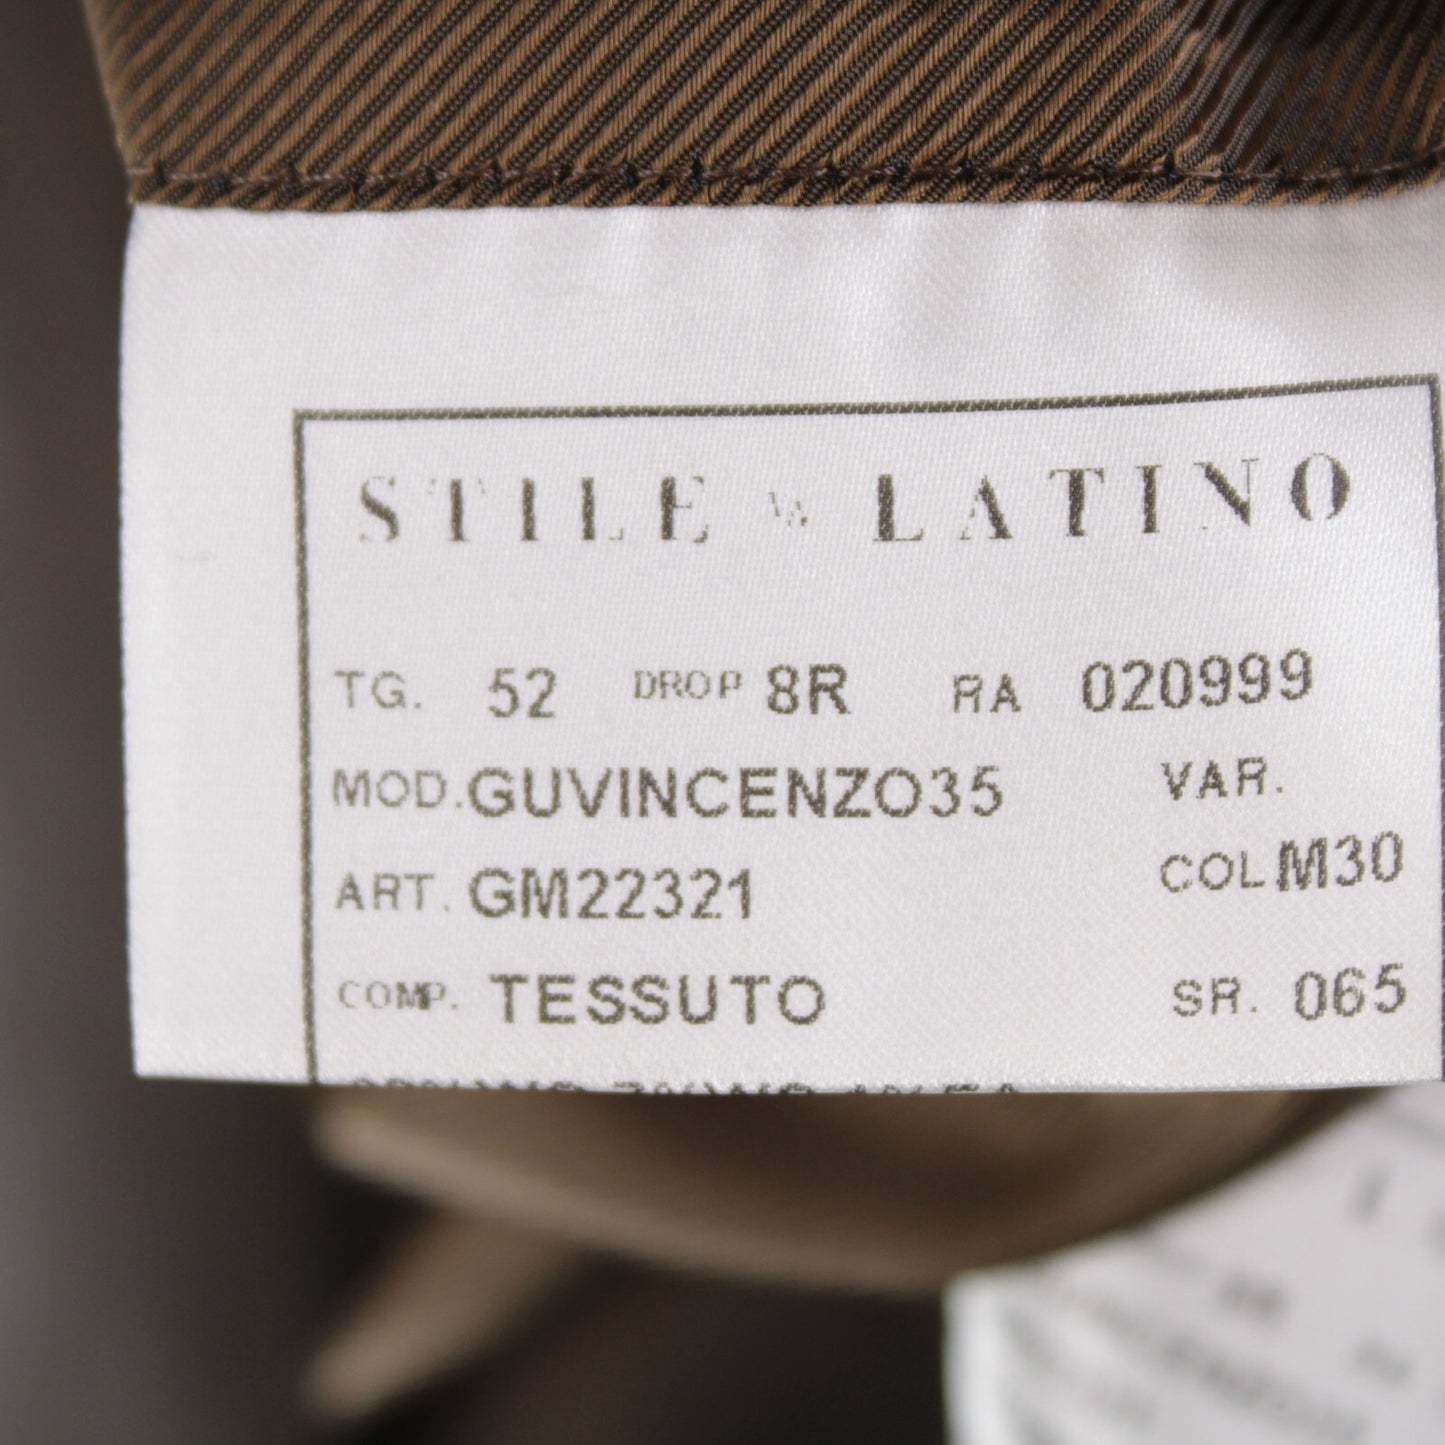 STILE LATINO
TG. 52 DROP 8R RA 020999
MOD. GUVINCENZO35 VAR.
ART. GM22321 COL M30
COMP. TESSUTO SR. 065